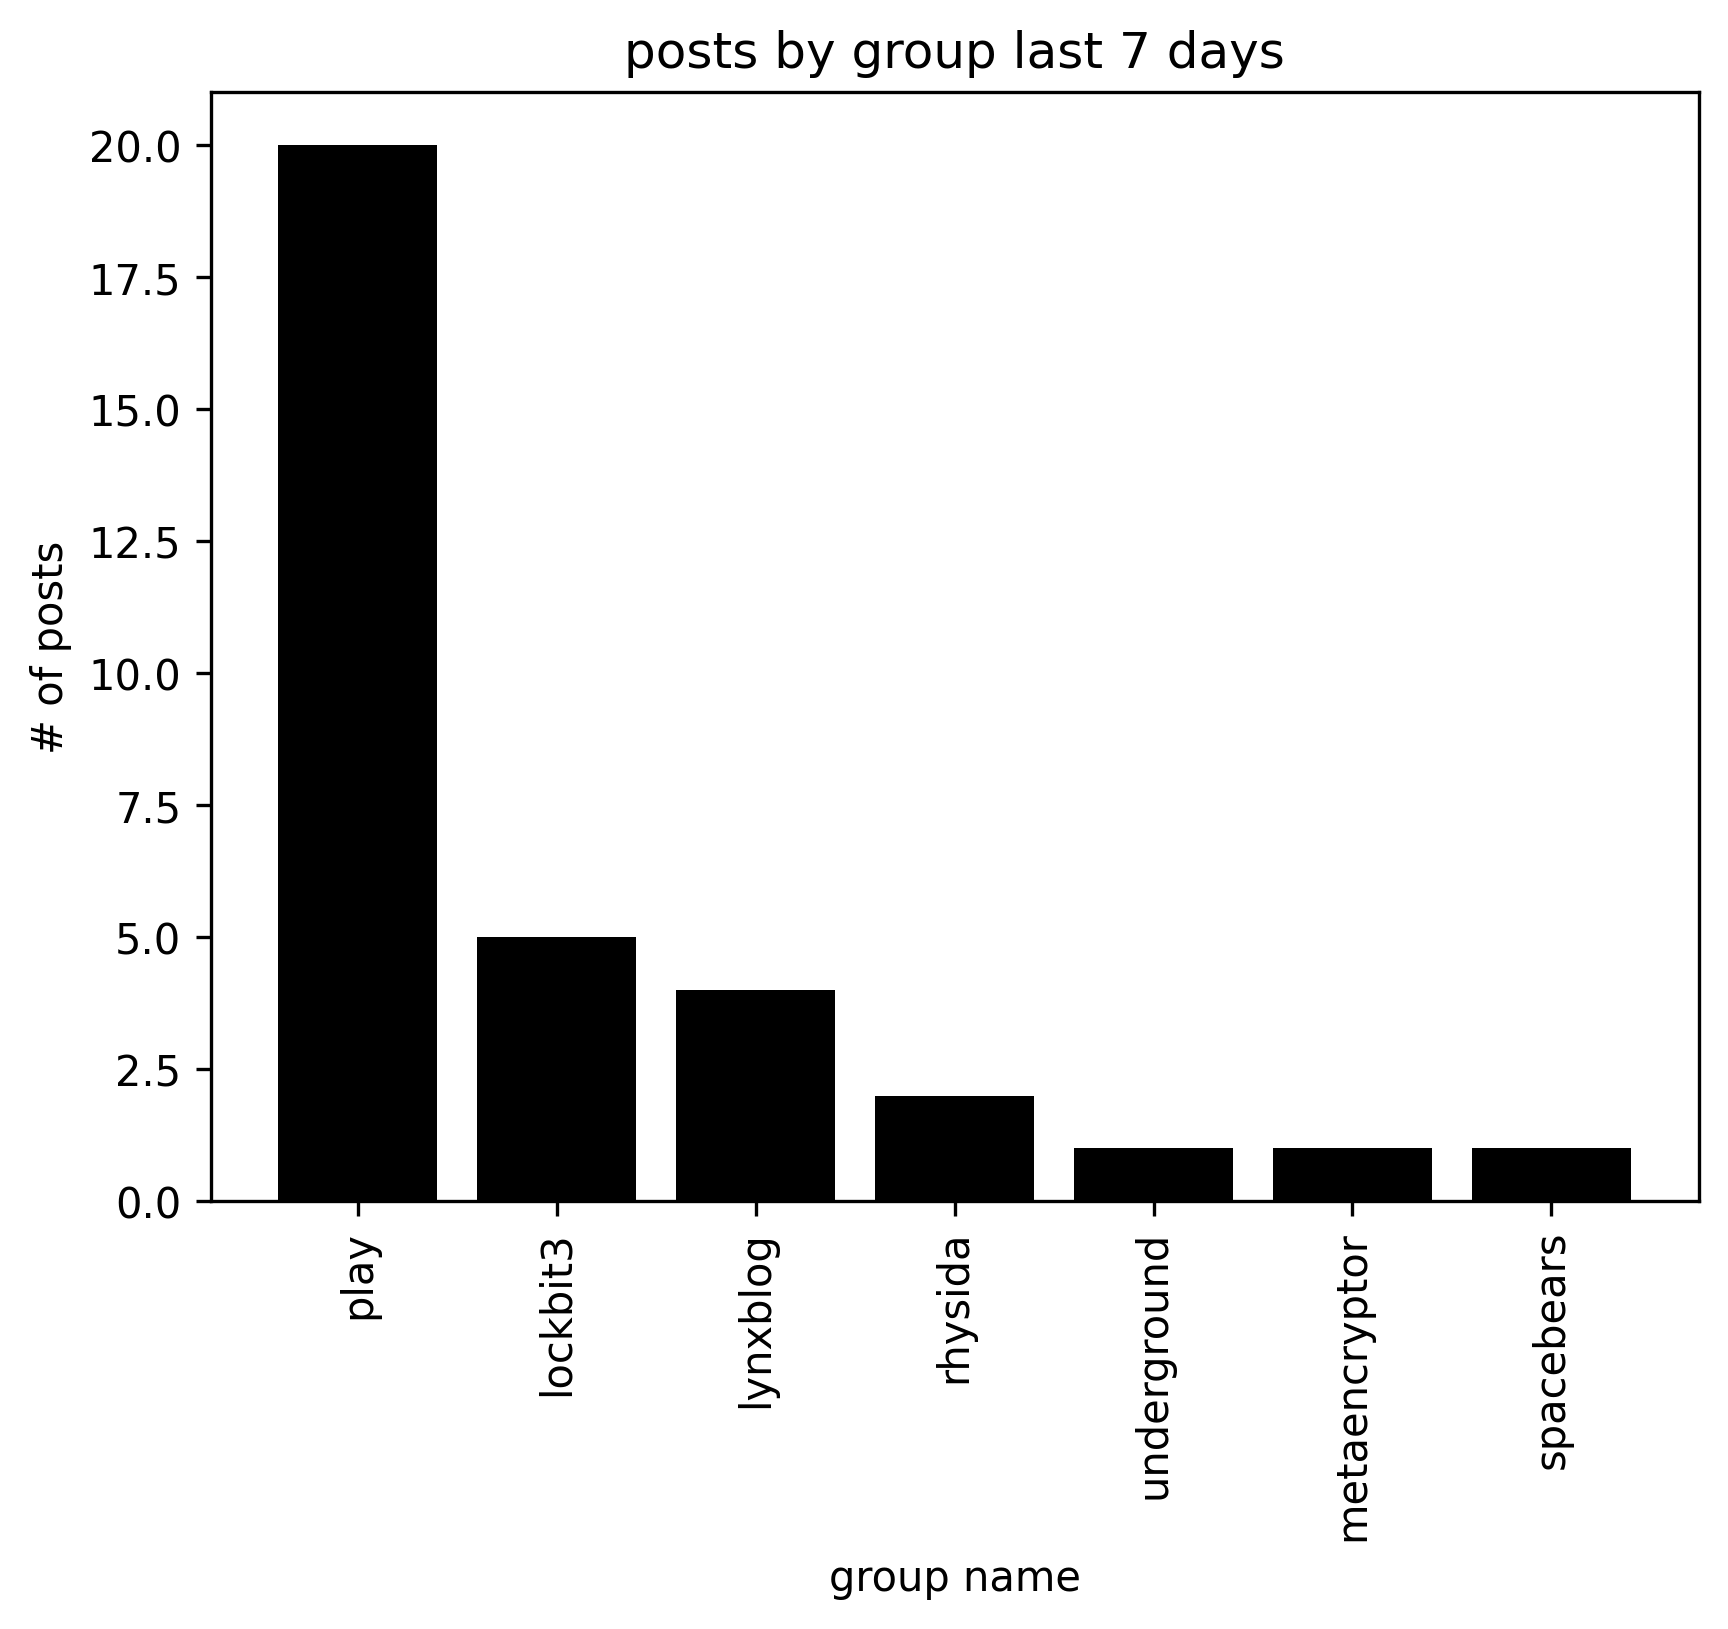 posts by group last 7 days
20.0
17.5
15.0
12.5
10.0
7.5
5.0
2.5
0.0
# of posts
play
lockbit3
lynxblog
rhysida
underground
metaencryptor
spacebears
group name